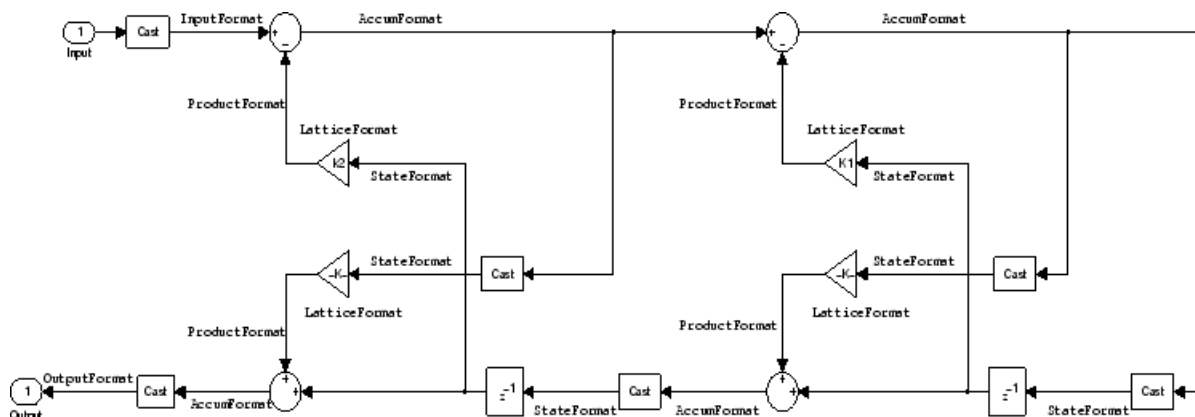 InputFormat
AccumFormat
AccumFormat
1
Cast
+
−
+
−
Input
ProductFormat
ProductFormat
LatticeFormat
LatticeFormat
k2
K1
StateFormat
StateFormat
StateFormat
StateFormat
-K-
Cast
-K-
Cast
LatticeFormat
LatticeFormat
ProductFormat
ProductFormat
OutputFormat
1
Cast
+
+
z-1
Cast
+
+
z-1
Cast
AccumFormat
StateFormat
AccumFormat
StateFormat
Output